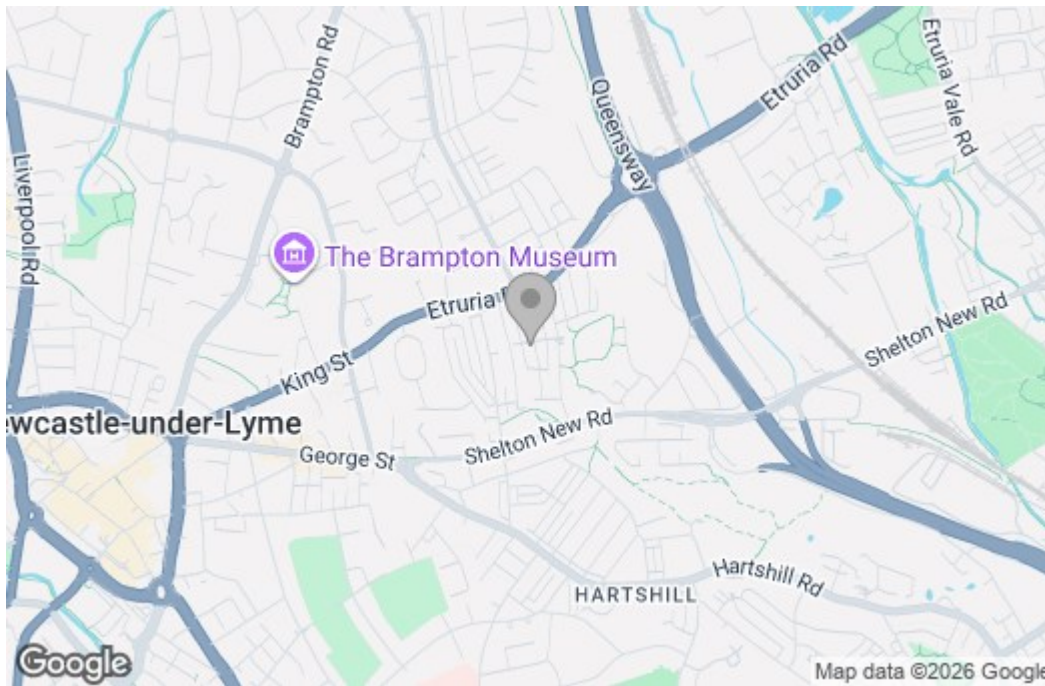 Brampton Rd
Queensway
Etruria Rd
Etruria Vale Rd
Liverpool Rd
The Brampton Museum
Etruria
King St
Shelton New Rd
ewcastle-under-Lyme
George St
Shelton New Rd
Hartshill Rd
HARTSHILL
Google
Map data ©2026 Google